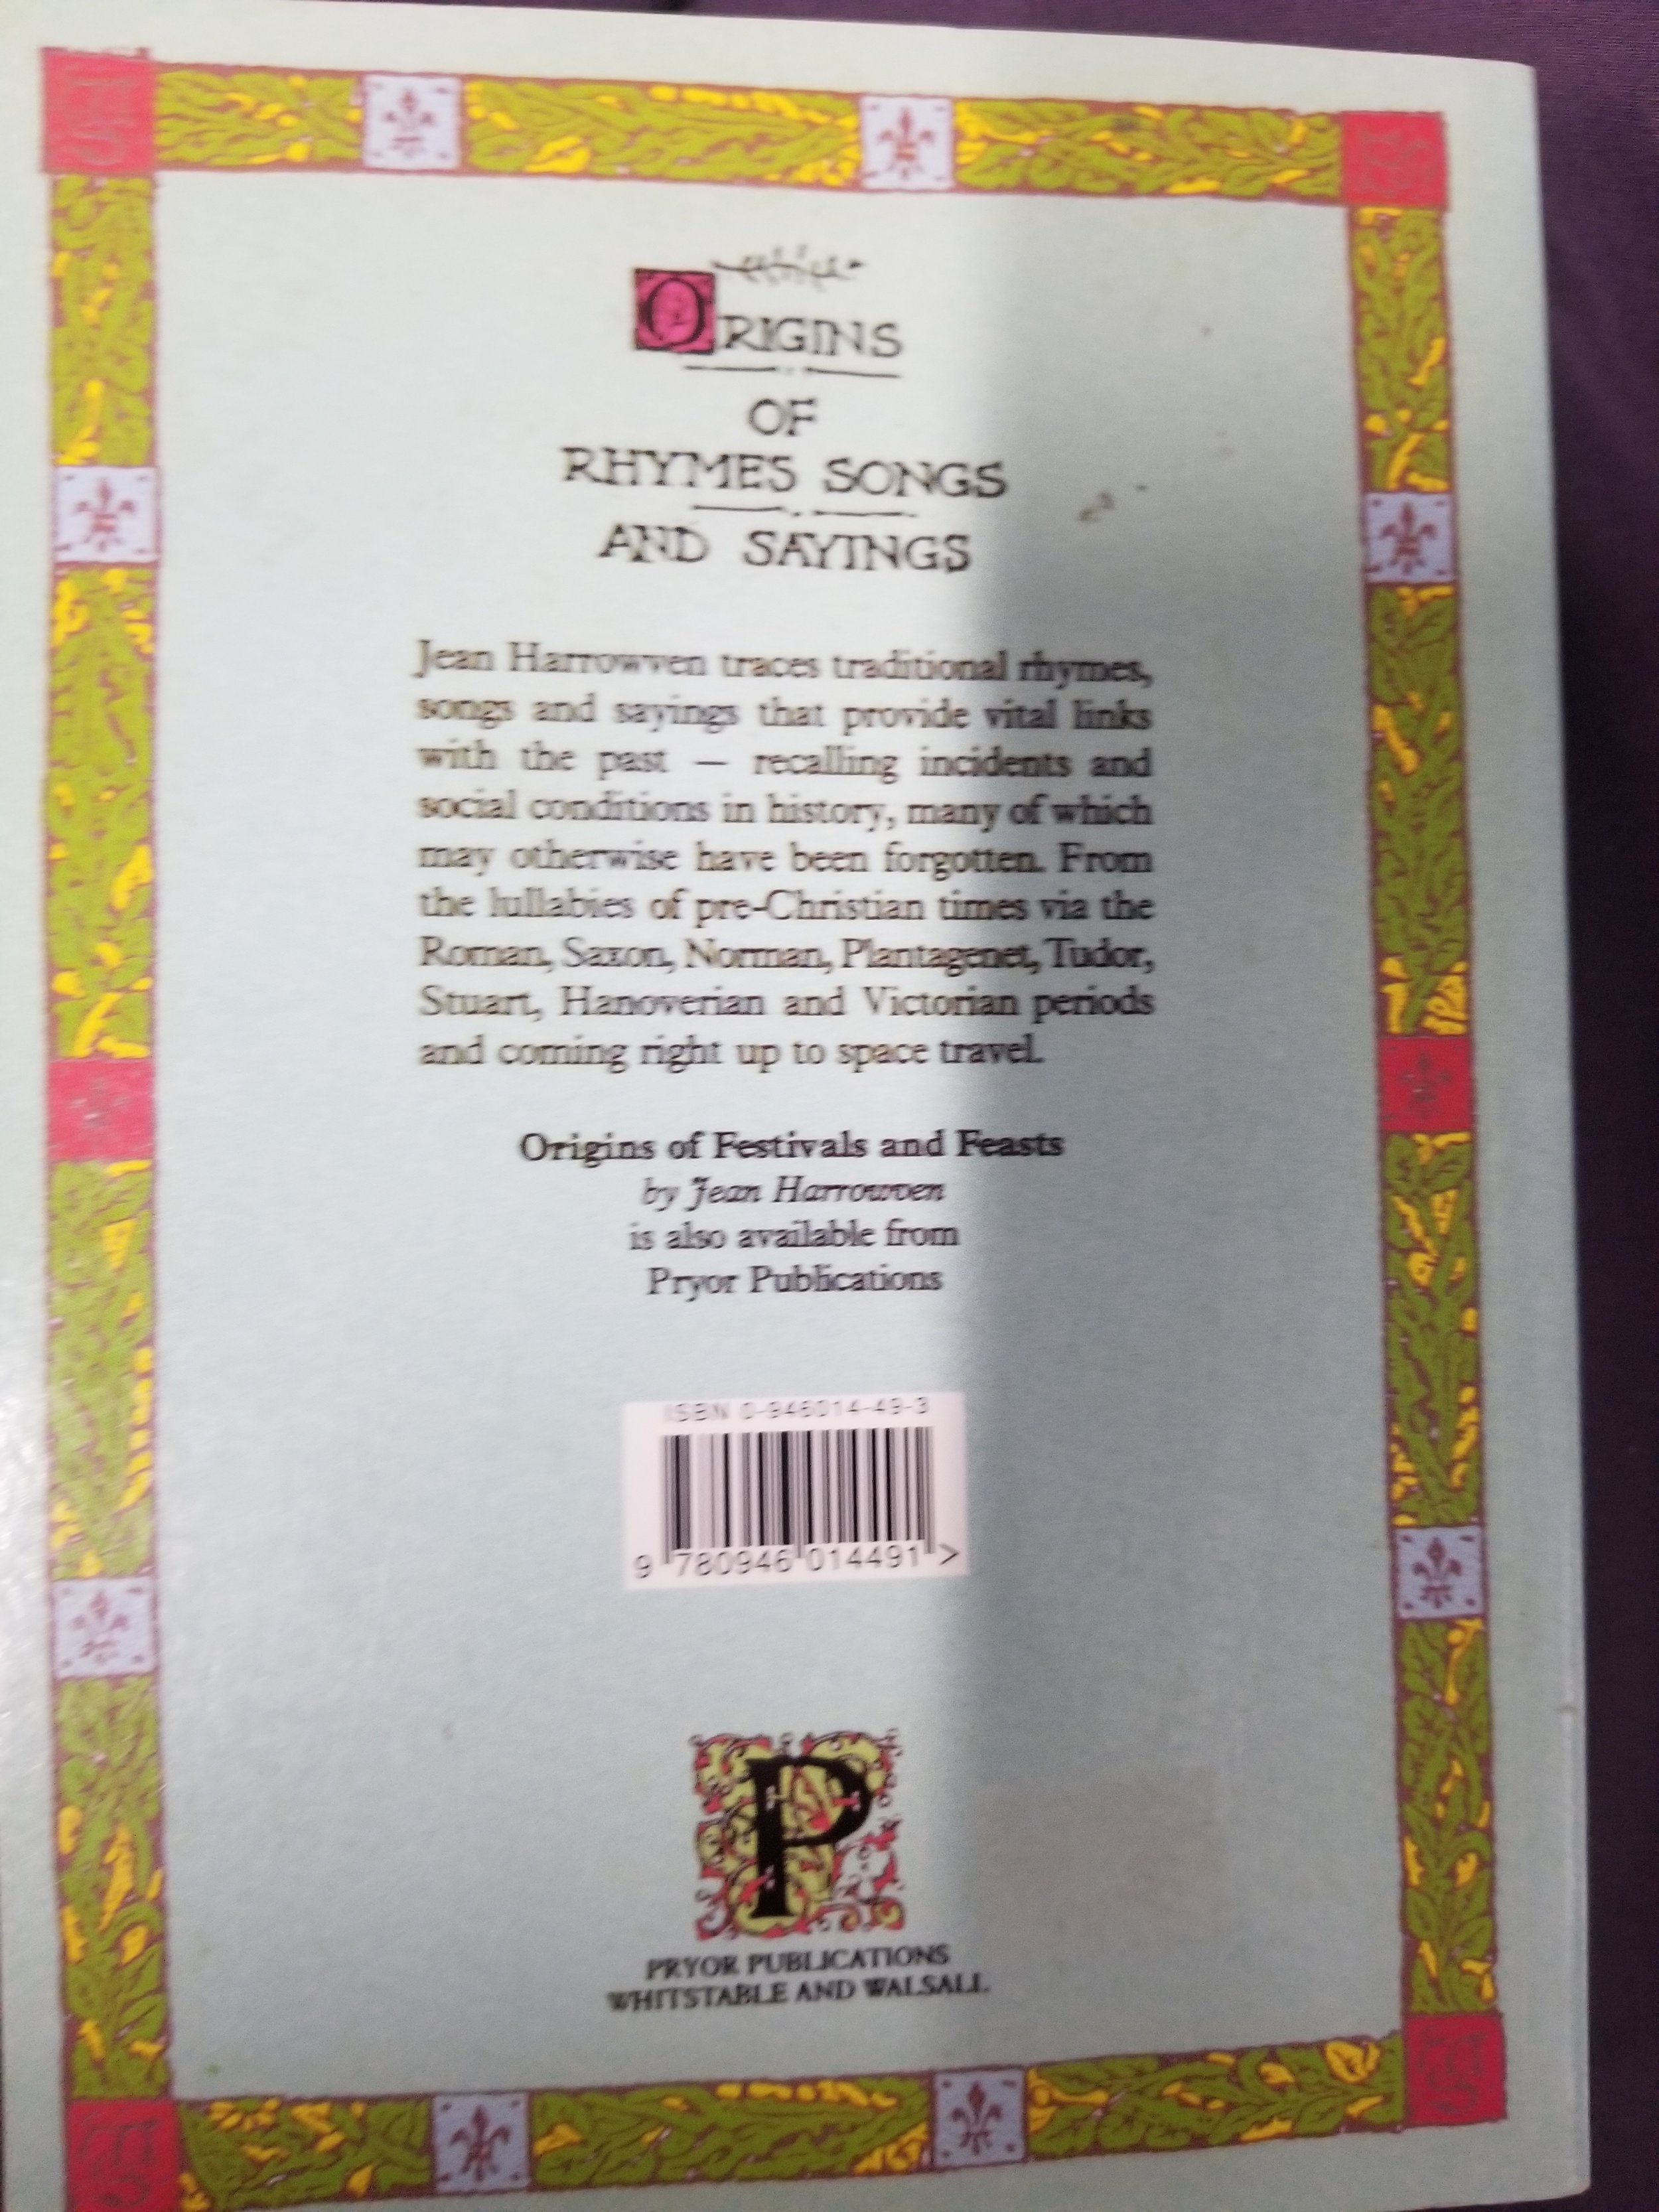 ORIGINS
OF
RHYMES SONGS
AND SAYINGS
Jean Harrowven traces traditional rhymes,
songs and sayings that provide vital links
with the past — recalling incidents and
social conditions in history, many of which
may otherwise have been forgotten. From
the lullabies of pre-Christian times via the
Roman, Saxon, Norman, Plantagenet, Tudor,
Stuart, Hanoverian and Victorian periods
and coming right up to space travel.
Origins of Festivals and Feasts
by Jean Harrowven
is also available from
Pryor Publications
ISBN 0-946014-49-3
9 780946 014491 >
P
PRYOR PUBLICATIONS
WHITSTABLE AND WALSALL